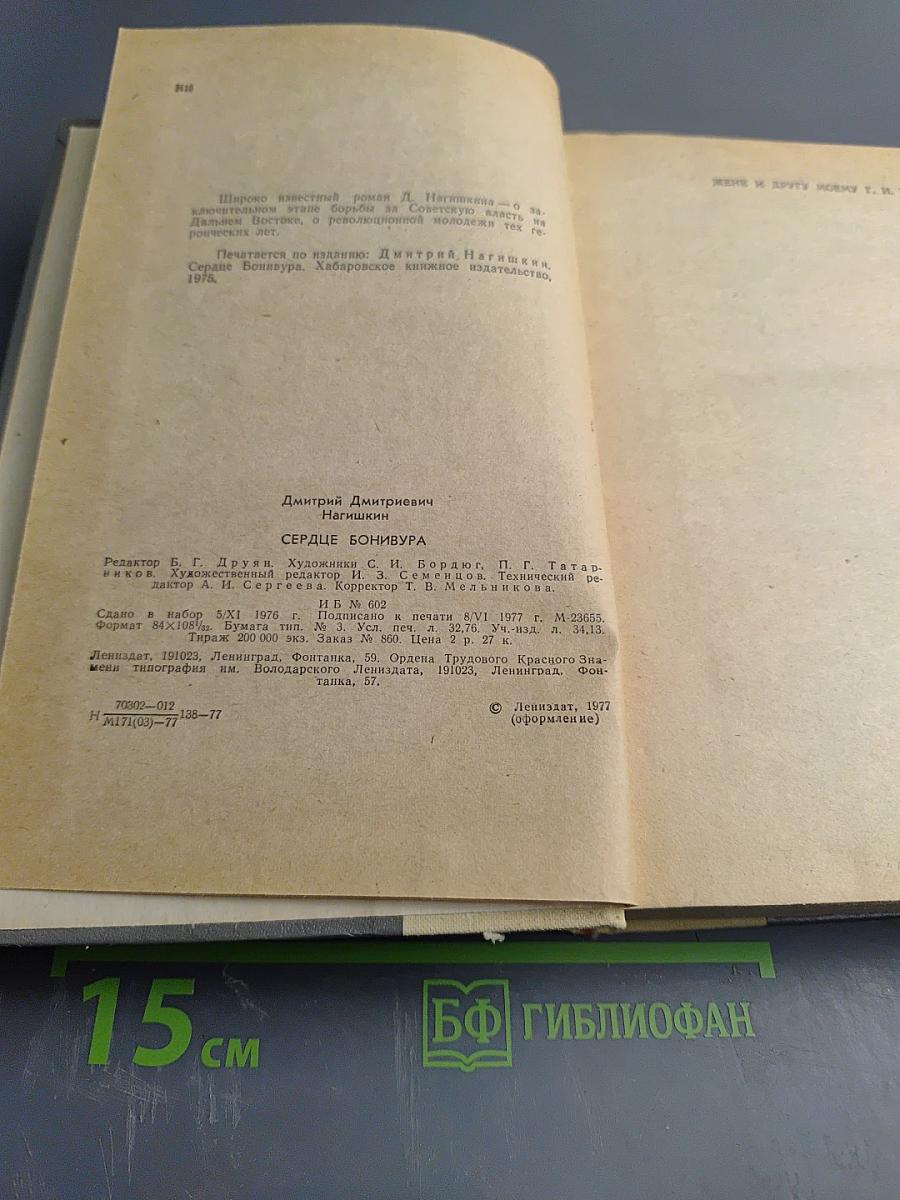 Н16
Широко известный роман Д. Нагишкина — о за-
ключительном этапе борьбы за Советскую власть на
Дальнем Востоке, о революционной молодежи тех ге-
роических лет.
Печатается по изданию: Дмитрий Нагишкин.
Сердце Бонивура. Хабаровское книжное издательство,
1975.
Дмитрий Дмитриевич
Нагишкин
СЕРДЦЕ БОНИВУРА
Редактор Б. Г. Друян. Художники С. И. Бордюг, П. Г. Татар-
ников. Художественный редактор И. З. Семенцов. Технический ре-
дактор А. И. Сергеева. Корректор Т. В. Мельникова.
ИБ № 602
Сдано в набор 5/XI 1976 г. Подписано к печати 8/VI 1977 г. М-23655.
Формат 84×108¹/₃₂. Бумага тип. № 3. Усл. печ. л. 32,76. Уч.-изд. л. 34,13.
Тираж 200 000 экз. Заказ № 860. Цена 2 р. 27 к.
Лениздат, 191023, Ленинград, Фонтанка, 59. Ордена Трудового Красного Зна-
мени типография им. Володарского Лениздата, 191023, Ленинград, Фон-
танка, 57.
Н 70302—012
М171(03)—77 138—77
© Лениздат, 1977
(оформление)
ЖЕНЕ И ДРУГУ МОЕМУ Т. И.
15 см
БФ ГИБЛИОФАН